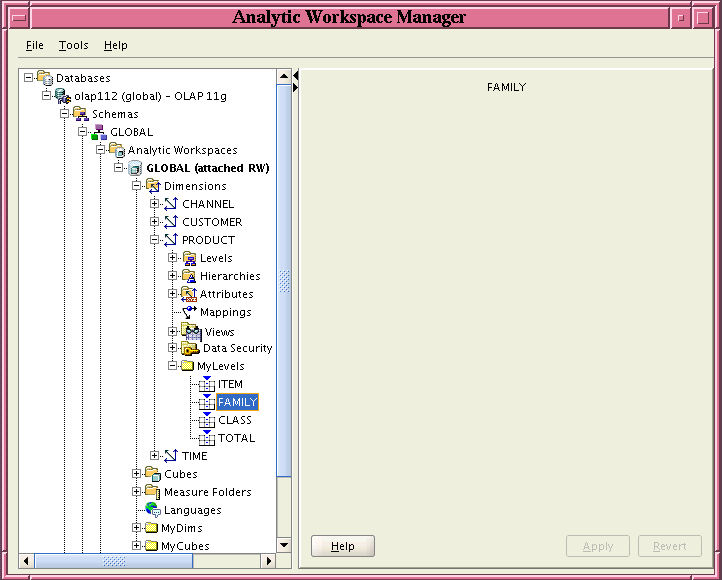 Analytic Workspace Manager
File Tools Help
Databases
olap112 (global) - OLAP 11g
Schemas
GLOBAL
Analytic Workspaces
GLOBAL (attached RW)
Dimensions
CHANNEL
CUSTOMER
PRODUCT
Levels
Hierarchies
Attributes
Mappings
Views
Data Security
MyLevels
ITEM
FAMILY
CLASS
TOTAL
TIME
Cubes
Measure Folders
Languages
MyDims
MyCubes
FAMILY
Help Apply Revert